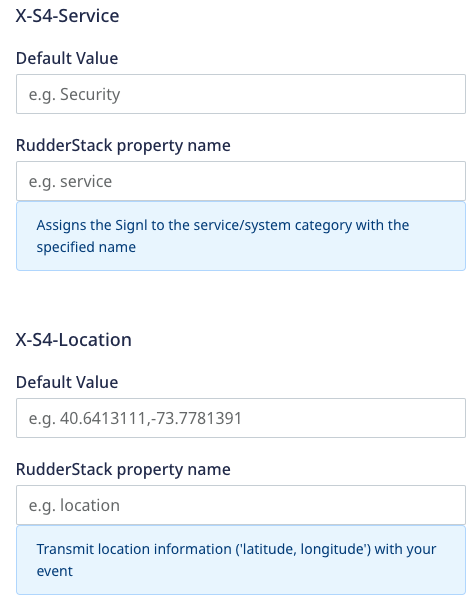 X-S4-Service
Default Value
e.g. Security
RudderStack property name
e.g. service
Assigns the Signl to the service/system category with the
specified name
X-S4-Location
Default Value
e.g. 40.6413111,-73.7781391
RudderStack property name
e.g. location
Transmit location information ('latitude, longitude') with your
event